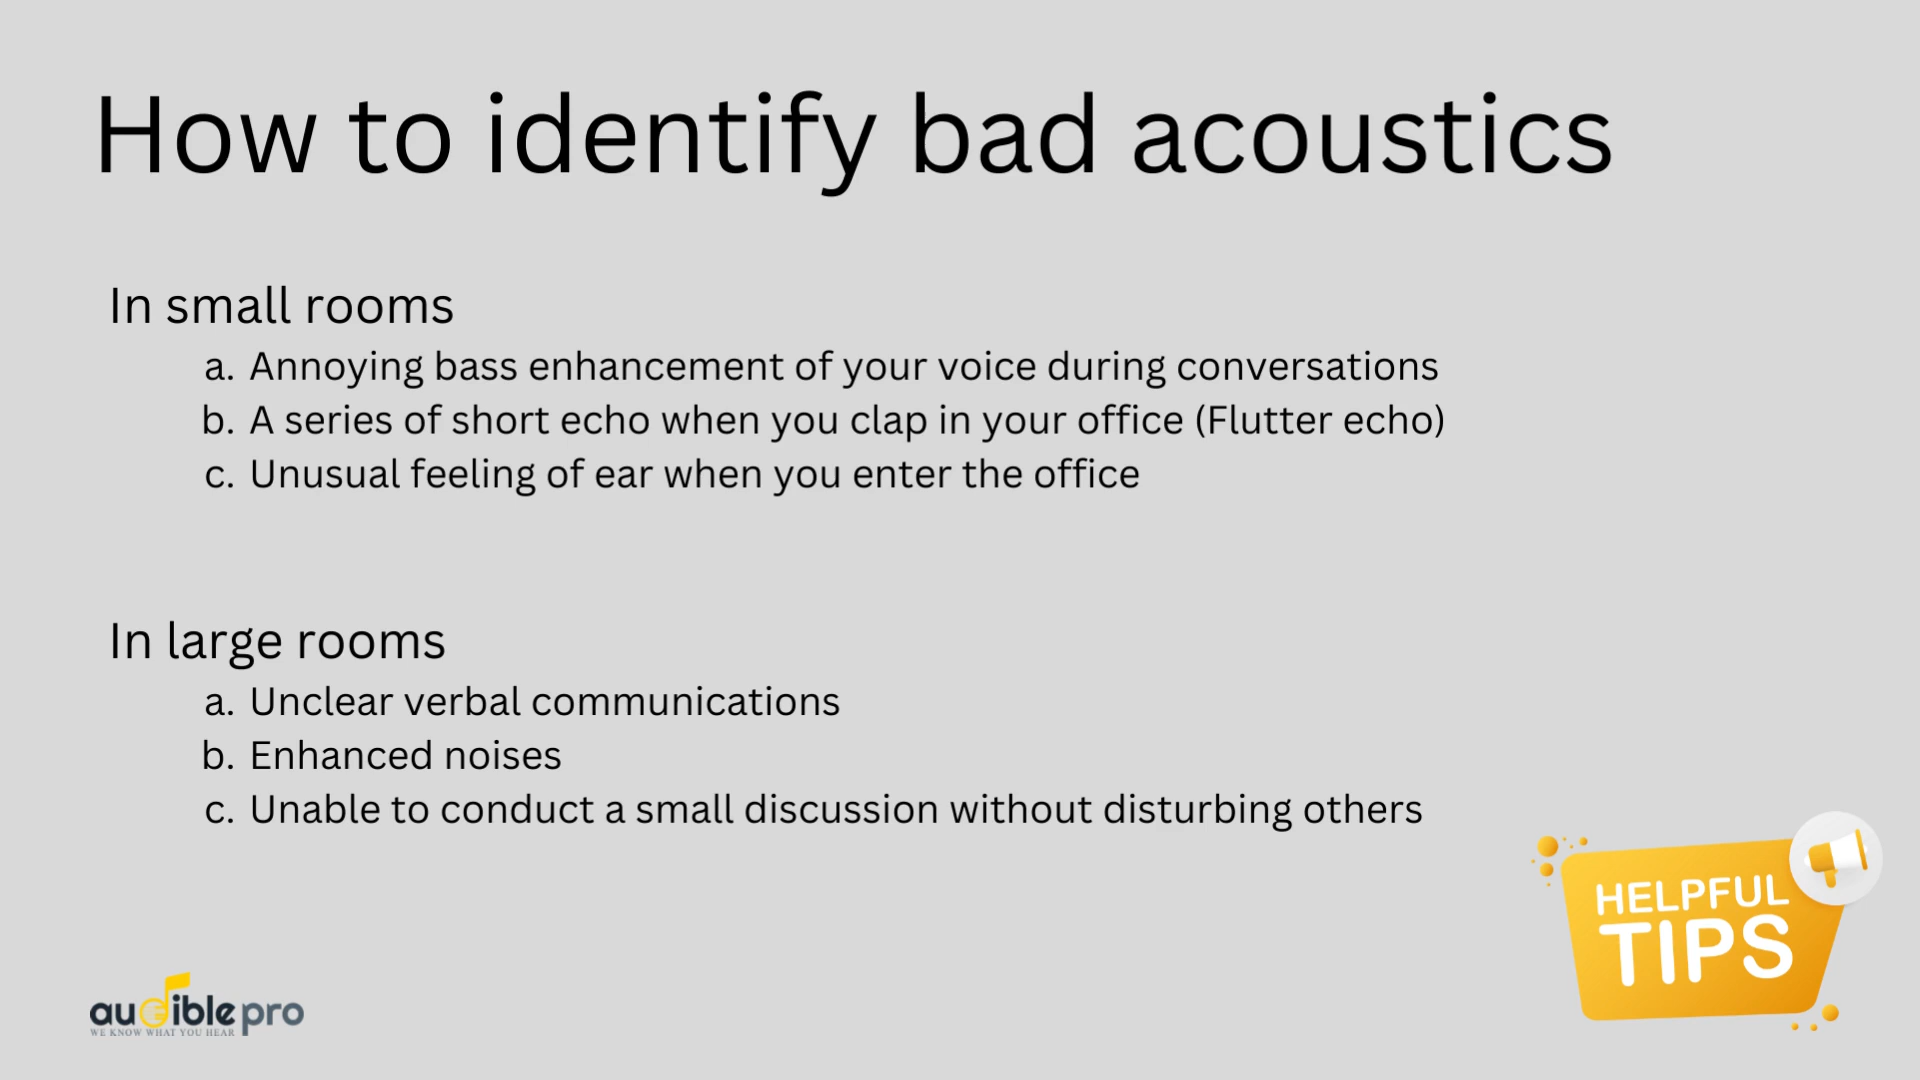 How to identify bad acoustics
In small rooms
a. Annoying bass enhancement of your voice during conversations
b. A series of short echo when you clap in your office (Flutter echo)
c. Unusual feeling of ear when you enter the office
In large rooms
a. Unclear verbal communications
b. Enhanced noises
c. Unable to conduct a small discussion without disturbing others
HELPFUL
TIPS
audible pro
WE KNOW WHAT YOU HEAR